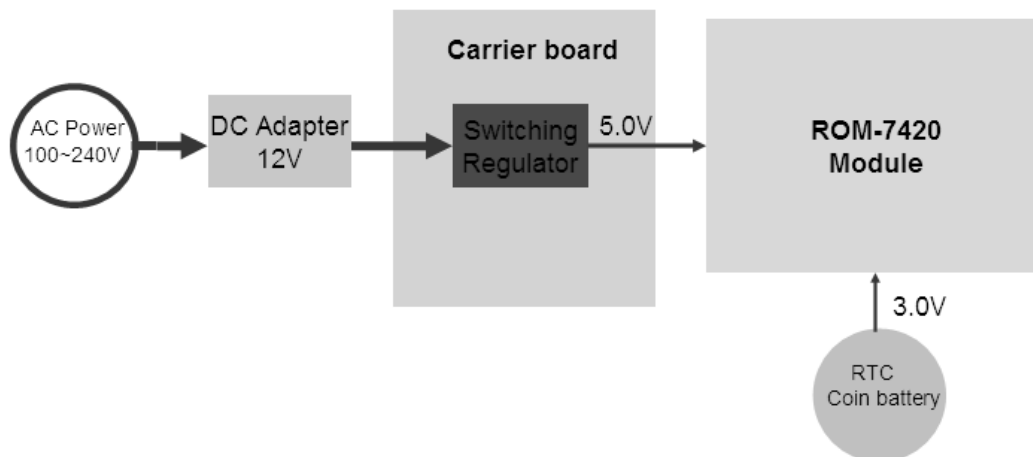 Carrier board
AC Power
100~240V
DC Adapter
12V
Switching
Regulator
5.0V
ROM-7420
Module
3.0V
RTC
Coin battery